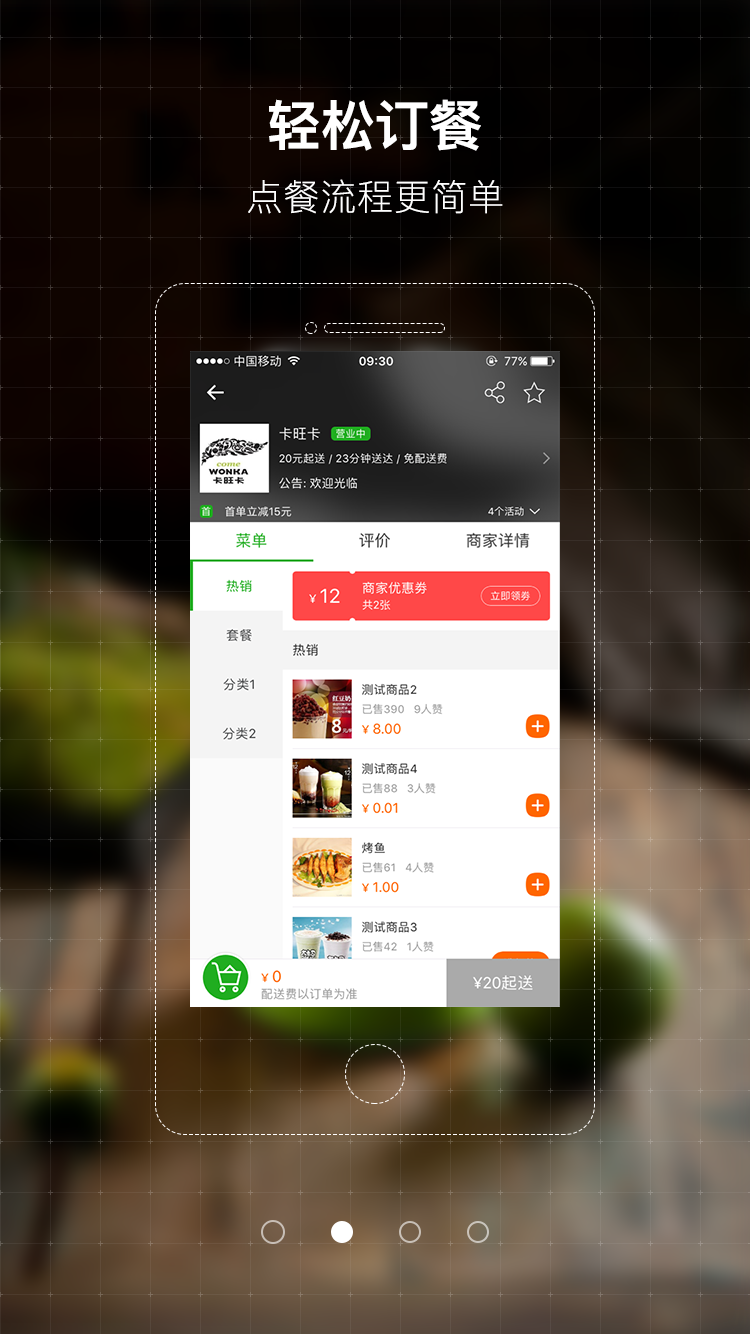 轻松订餐
点餐流程更简单
中国移动 09:30 77%
come
WONKA
卡旺卡
卡旺卡 营业中
20元起送 / 23分钟送达 / 免配送费
公告: 欢迎光临
首 首单立减15元 4个活动
菜单 评价 商家详情
热销
套餐
分类1
分类2
¥12 商家优惠券
共2张
立即领券
热销
红豆奶
8
测试商品2
已售390 9人赞
¥ 8.00
测试商品4
已售88 3人赞
¥ 0.01
烤鱼
已售61 4人赞
¥ 1.00
测试商品3
已售42 1人赞
¥ 0
配送费以订单为准
¥20起送